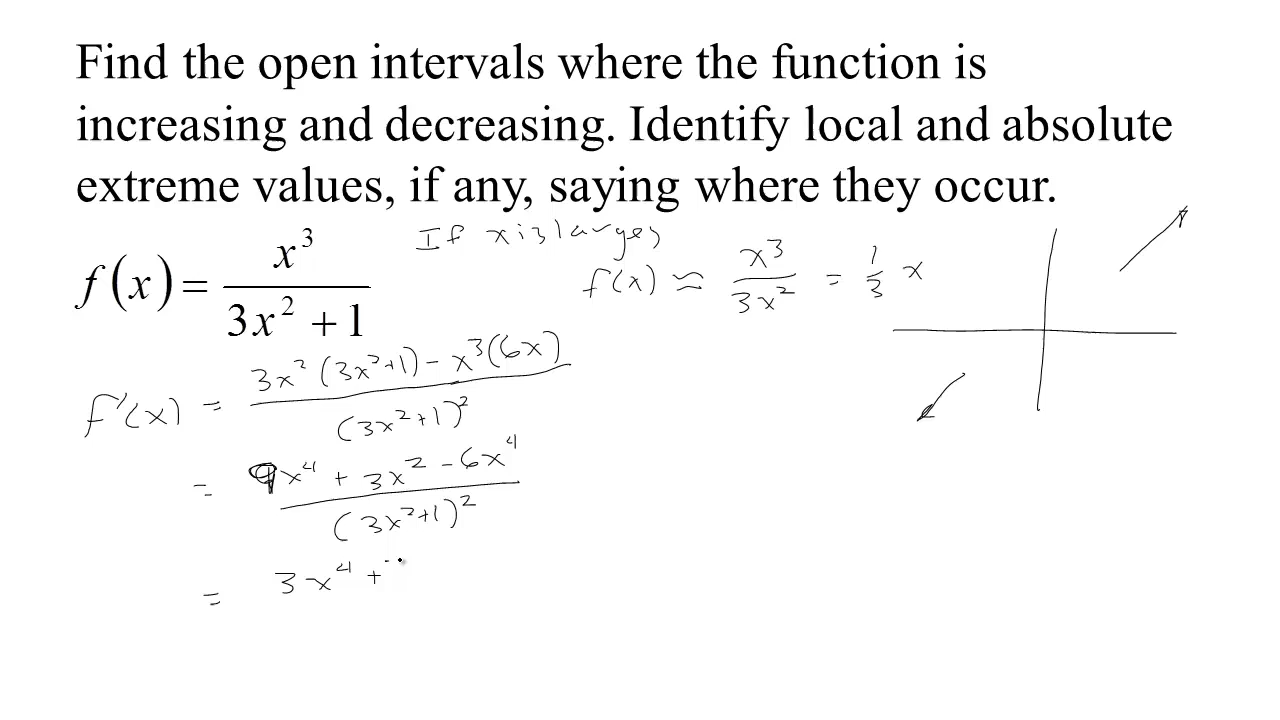 Find the open intervals where the function is
increasing and decreasing. Identify local and absolute
extreme values, if any, saying where they occur.
f(x) = x³ / (3x² + 1)
If x is large,
f(x) ≈ x³ / 3x² = 1/3 x
f'(x) = 3x² (3x²+1) - x³(6x) / (3x²+1)²
= 9x⁴ + 3x² - 6x⁴ / (3x²+1)²
= 3x⁴ +